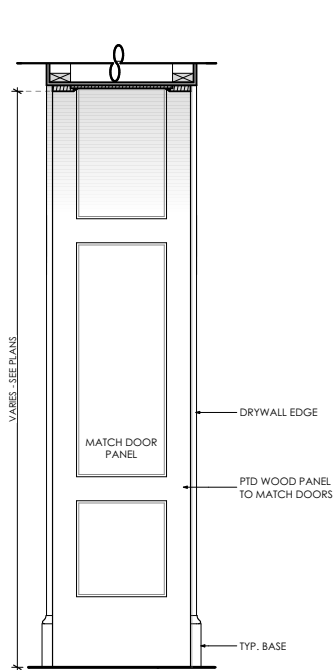 VARIES - SEE PLANS
DRYWALL EDGE
MATCH DOOR
PANEL
PTD WOOD PANEL
TO MATCH DOORS
TYP. BASE